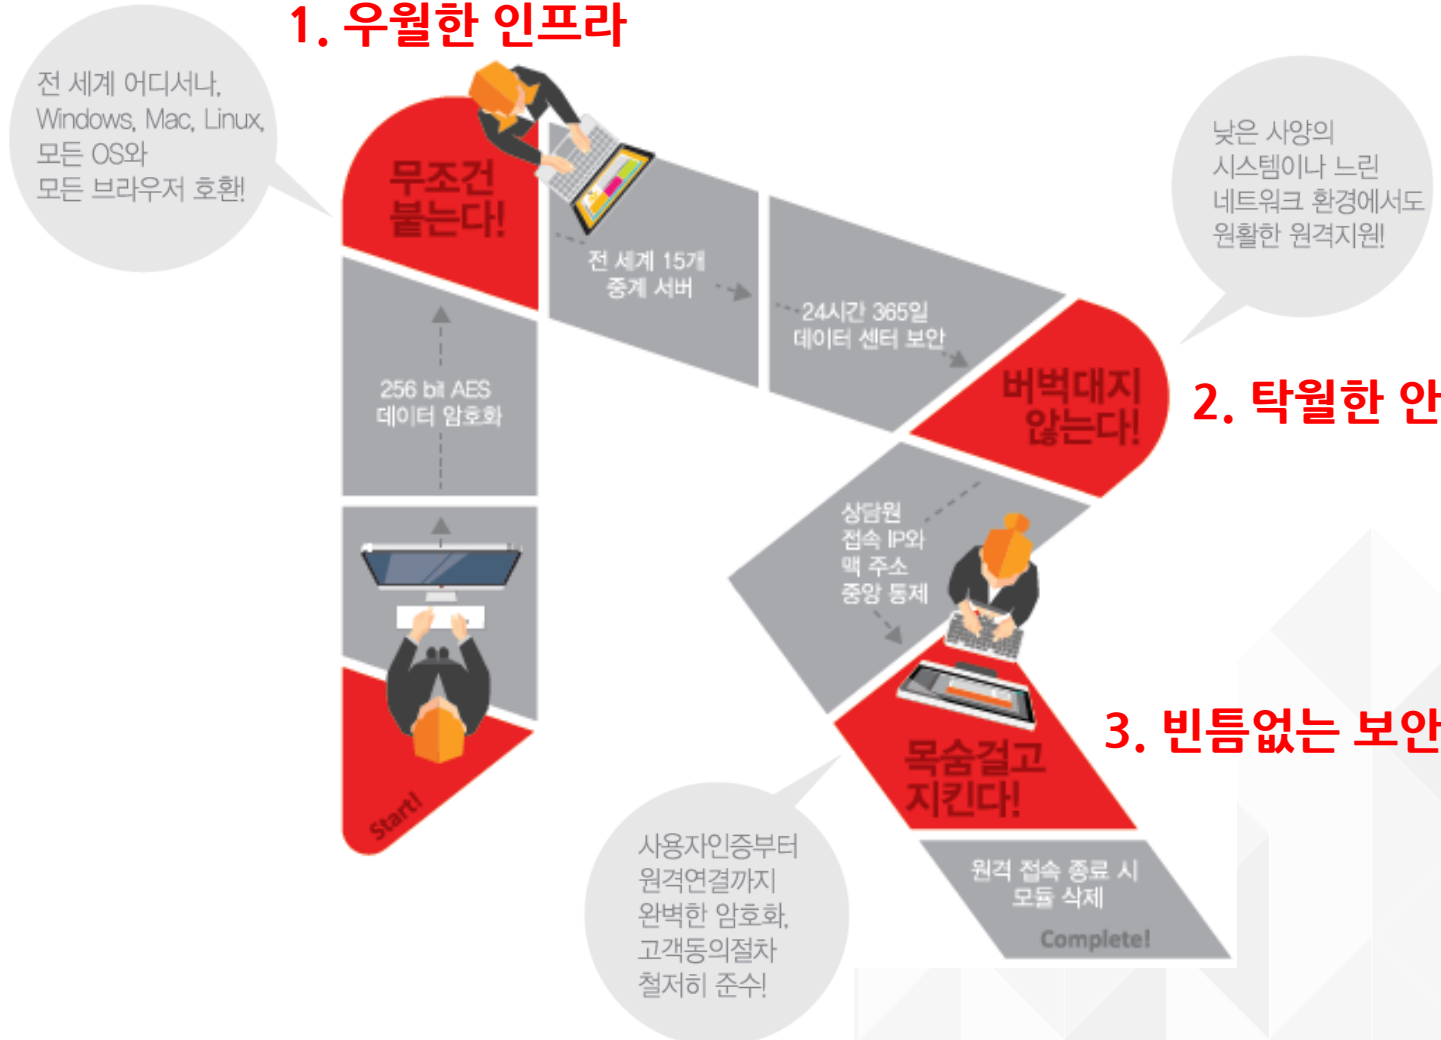 1. 우월한 인프라
전 세계 어디서나,
Windows, Mac, Linux,
모든 OS와
모든 브라우저 호환!
무조건
붙는다!
전 세계 15개
중계 서버
24시간 365일
데이터 센터 보안
256 bit AES
데이터 암호화
Start!
낮은 사양의
시스템이나 느린
네트워크 환경에서도
원활한 원격지원!
버벅대지
않는다!
2. 탁월한 안
상담원
접속 IP와
맥 주소
중앙 통제
3. 빈틈없는 보안
목숨걸고
지킨다!
사용자인증부터
원격연결까지
완벽한 암호화,
고객동의절차
철저히 준수!
원격 접속 종료 시
모듈 삭제
Complete!